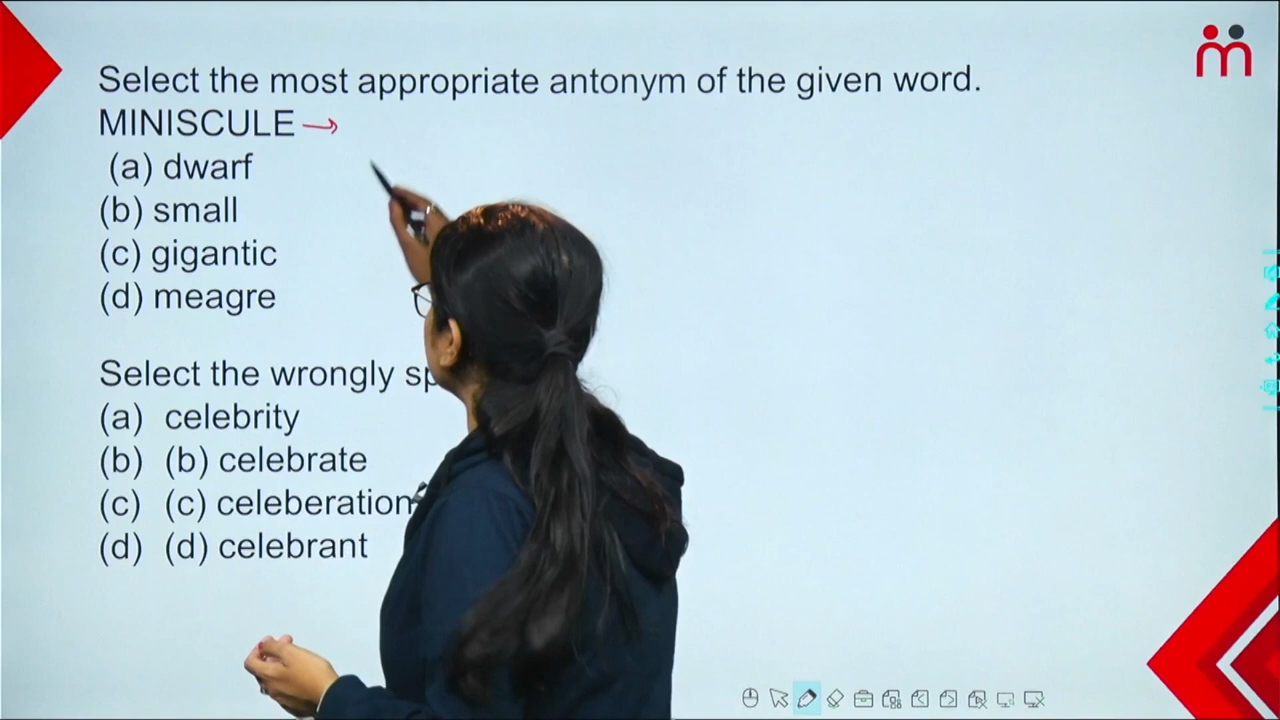 Select the most appropriate antonym of the given word.
MINISCULE
(a) dwarf
(b) small
(c) gigantic
(d) meagre
Select the wrongly
(a) celebrity
(b) (b) celebrate
(c) (c) celeberation
(d) (d) celebrant